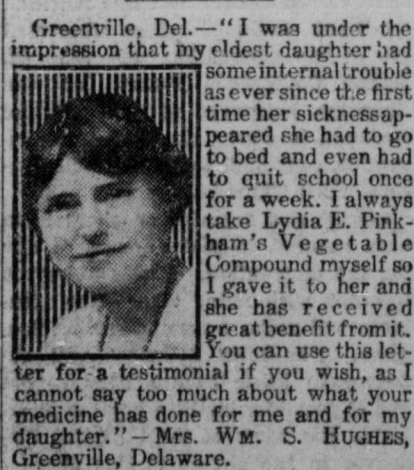 Greenville, Del.—"I was under the
impression that my eldest daughter had
some internal trouble
as ever since the first
time her sickness ap-
peared she had to go
to bed and even had
to quit school once
for a week. I always
take Lydia E. Pink-
ham's Vegetable
Compound myself so
I gave it to her and
she has received
great benefit from it.
You can use this let-
ter for a testimonial if you wish, as I
cannot say too much about what your
medicine has done for me and for my
daughter."—Mrs. WM. S. HUGHES,
Greenville, Delaware.